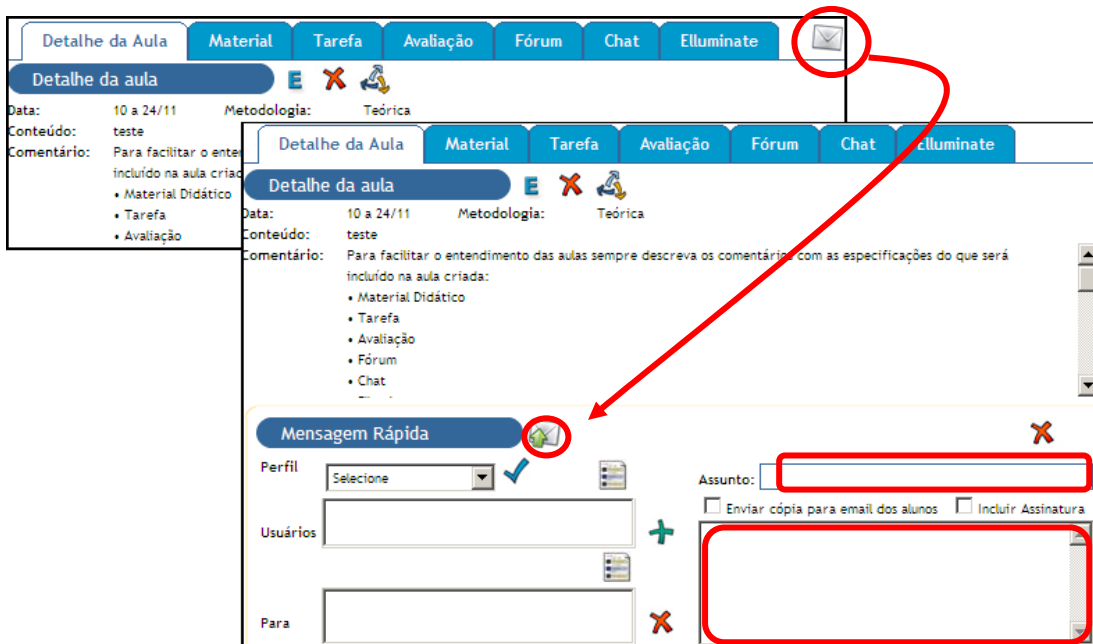 Detalhe da Aula Material Tarefa Avaliação Fórum Chat Elluminate
Detalhe da aula E
Data: 10 a 24/11 Metodologia: Teórica
Conteúdo: teste
Comentário: Para facilitar o
incluído na aula
• Material Didático
• Tarefa
• Avaliação
Detalhe da Aula Material Tarefa Avaliação Fórum Chat Elluminate
Detalhe da aula E
Data: 10 a 24/11 Metodologia: Teórica
Conteúdo: teste
Comentário: Para facilitar o entendimento das aulas sempre descreva os comentários com as especificações do que será
incluído na aula criada:
• Material Didático
• Tarefa
• Avaliação
• Fórum
• Chat
Mensagem Rápida
Perfil Selecione
Assunto:
Enviar cópia para email dos alunos Incluir Assinatura
Usuários
Para